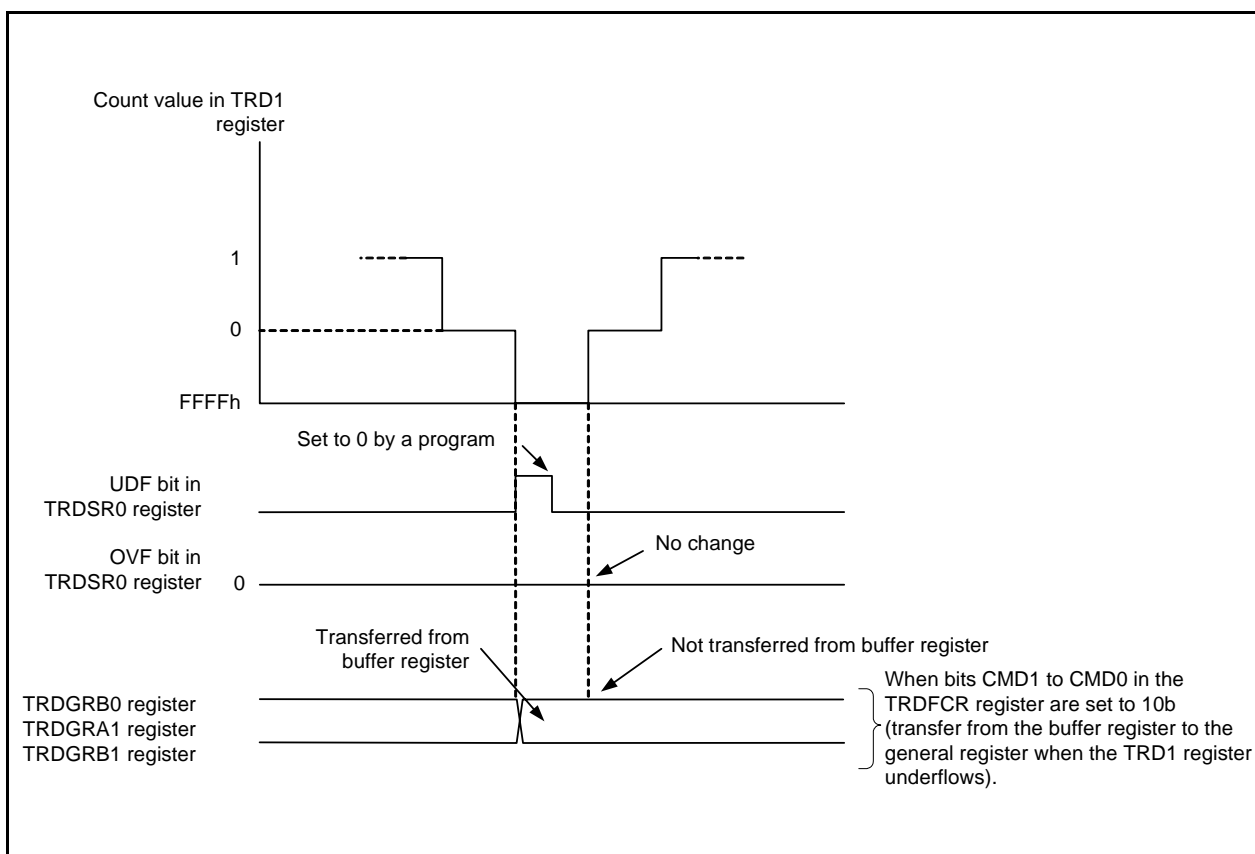 Count value in TRD1
register
1
0
FFFFh
Set to 0 by a program
UDF bit in
TRDSR0 register
No change
OVF bit in
TRDSR0 register
0
Transferred from
buffer register
Not transferred from buffer register
TRDGRB0 register
TRDGRA1 register
TRDGRB1 register
When bits CMD1 to CMD0 in the
TRDFCR register are set to 10b
(transfer from the buffer register to the
general register when the TRD1 register
underflows).